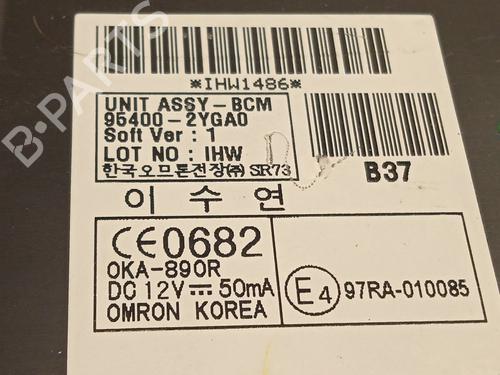 B-PARTS
*IHW1486*
UNIT ASSY-BCM
95400-2YGA0
Soft Ver : 1
LOT NO : IHW
한국오므론전장(주) SR73
B37
이 수 연
CE0682
OKA-890R
DC 12V ⎓ 50mA
OMRON KOREA
E4 97RA-010085